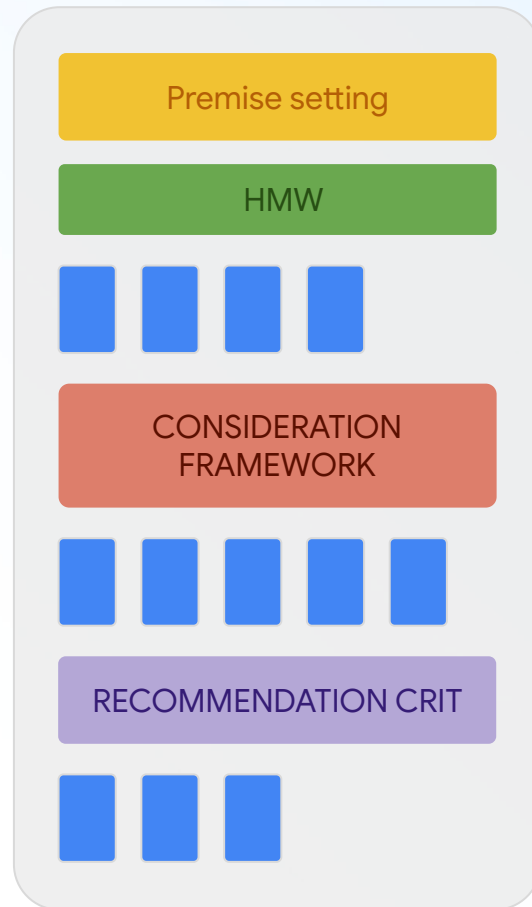 Premise setting
HMW
CONSIDERATION
FRAMEWORK
RECOMMENDATION CRIT